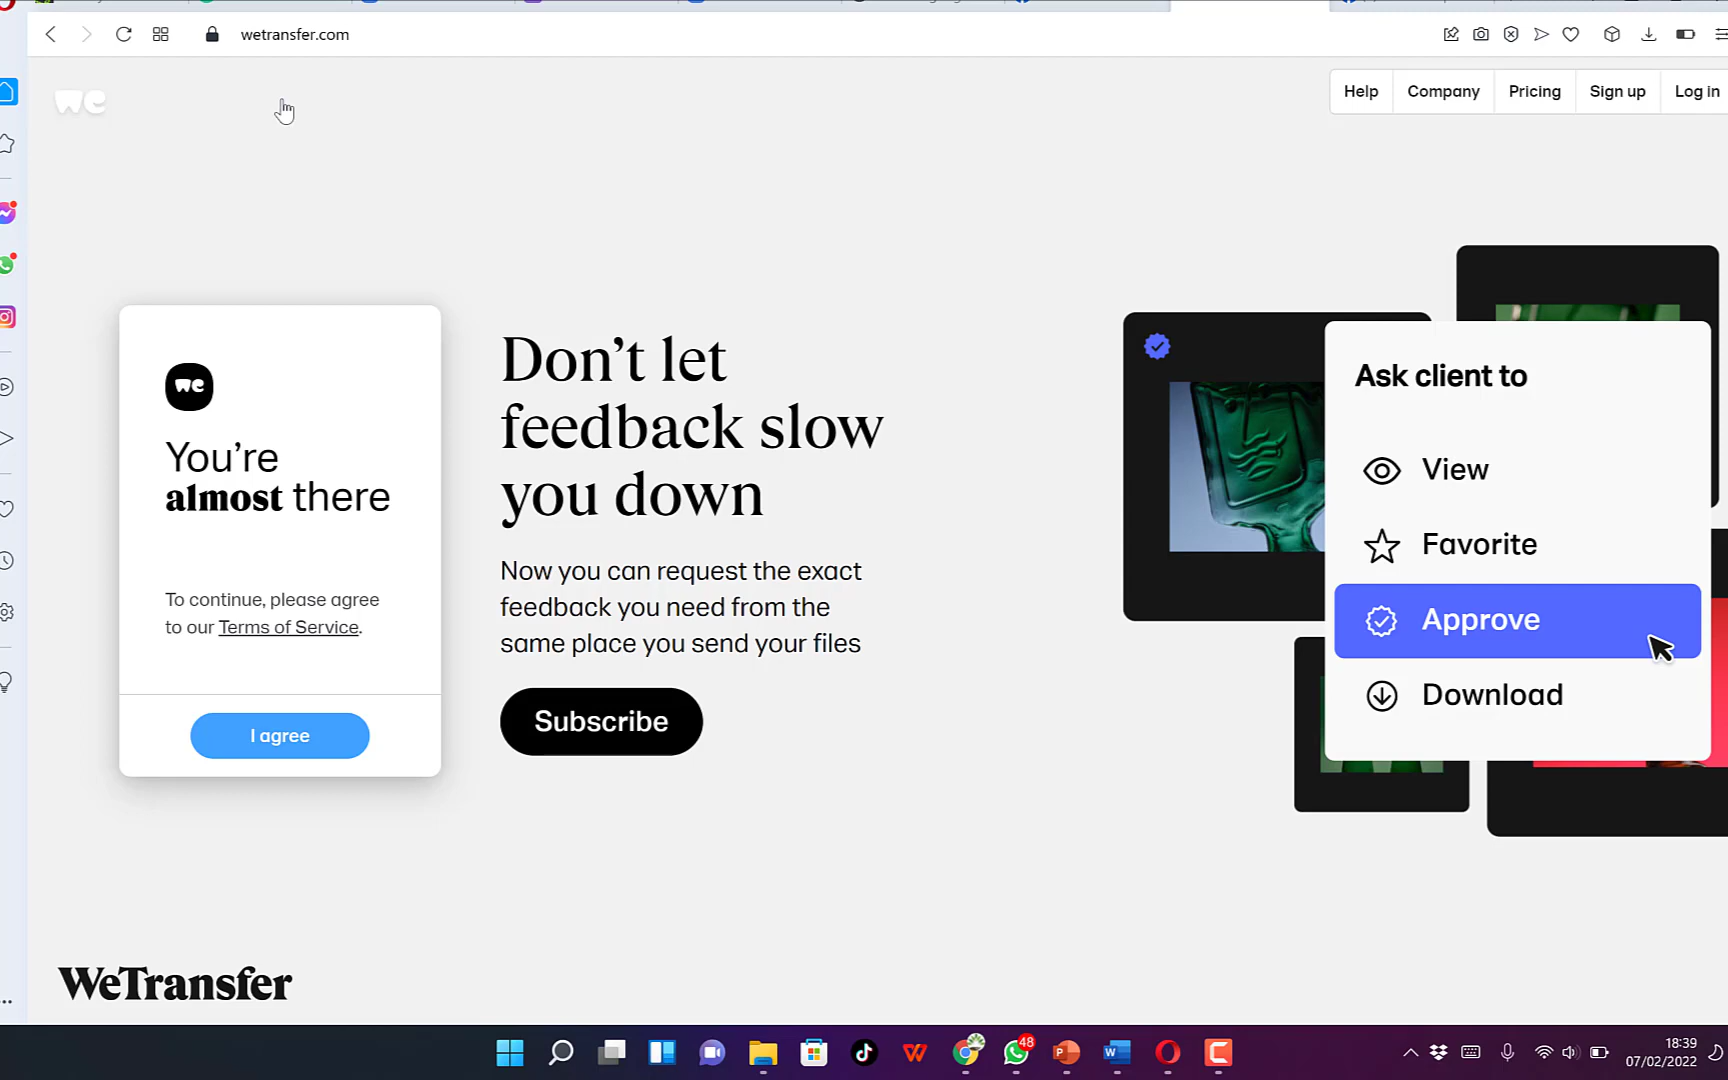 wetransfer.com
we
Help
Company
Pricing
Sign up
Log in
we
You're
almost there
To continue, please agree
to our Terms of Service.
I agree
Don't let
feedback slow
you down
Now you can request the exact
feedback you need from the
same place you send your files
Subscribe
Ask client to
View
Favorite
Approve
Download
WeTransfer
48
18:39
07/02/2022